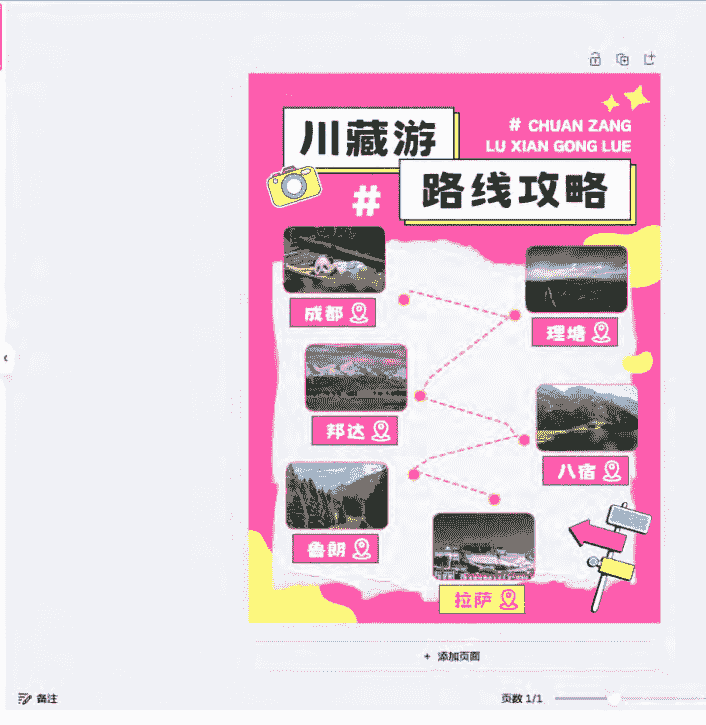 川藏游
# CHUAN ZANG
LU XIAN GONG LUE
#
路线攻略
成都
理塘
邦达
八宿
鲁朗
拉萨
+ 添加页面
备注
页数 1/1